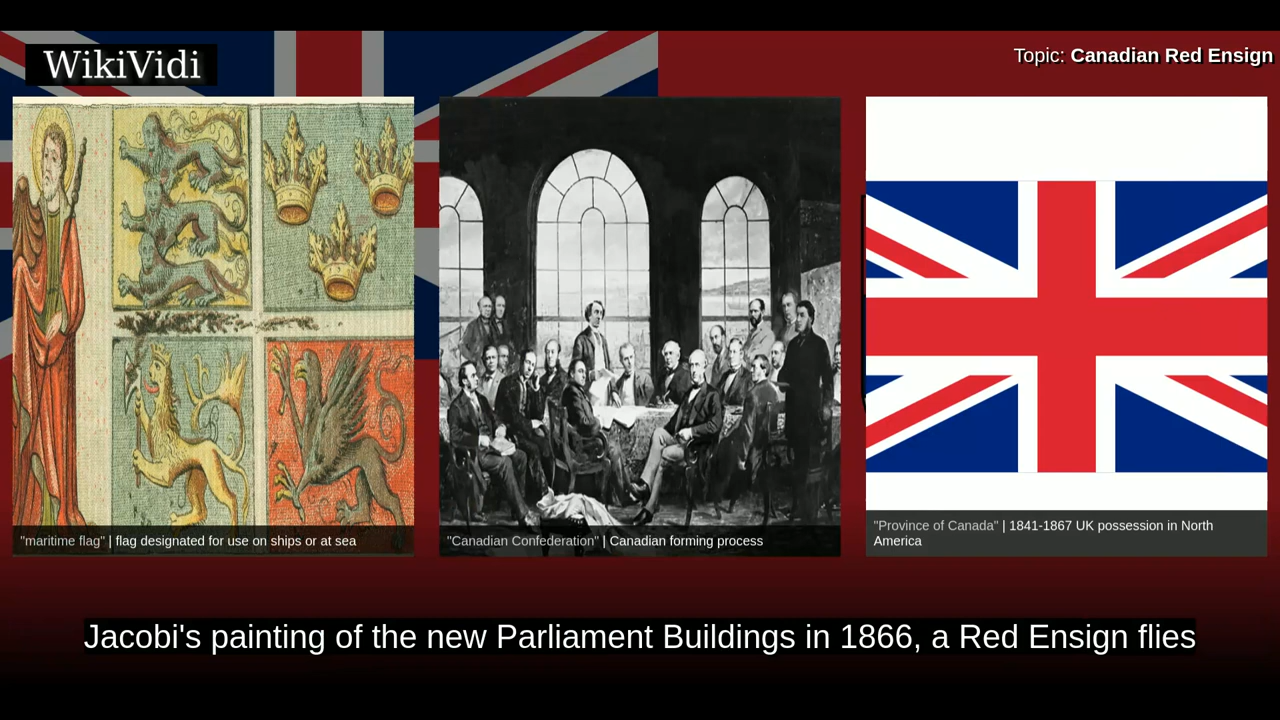 WikiVidi
Topic: Canadian Red Ensign
"maritime flag" | flag designated for use on ships or at sea
"Canadian Confederation" | Canadian forming process
"Province of Canada" | 1841-1867 UK possession in North
America
Jacobi's painting of the new Parliament Buildings in 1866, a Red Ensign flies